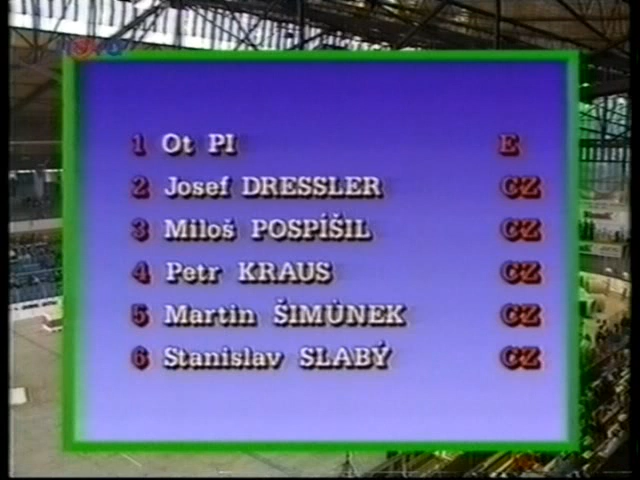 nova
1 Ot PI E
2 Josef DRESSLER CZ
3 Miloš POSPÍŠIL CZ
4 Petr KRAUS CZ
5 Martin ŠIMŮNEK CZ
6 Stanislav SLABÝ CZ